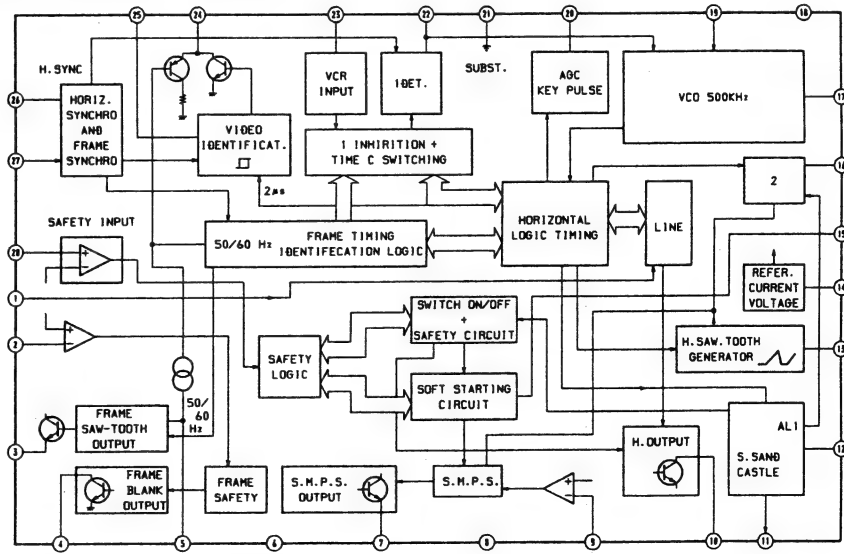 25
24
23
22
21
20
19
18
H.SYNC
SUBST.
HORIZ.
SYNCHRO
AND
FRAME
SYNCHRO
VCR
INPUT
IDET.
AGC
KEY PULSE
VCO 500KHz
26
17
VIDEO
IDENTIFICAT.
1 INHIRITION +
TIME C SWITCHING
27
16
2µs
2
SAFETY INPUT
50/60 Hz
FRAME TIMING
IDENTIFECATION LOGIC
HORIZONTAL
LOGIC TIMING
LINE
15
28
+
−
REFER.
CURRENT
VOLTAGE
14
1
SWITCH ON/OFF
+
SAFETY CIRCUIT
+
−
2
SAFETY
LOGIC
H.SAW.TOOTH
GENERATOR
13
SOFT STARTING
CIRCUIT
50/
60
Hz
FRAME
SAW-TOOTH
OUTPUT
AL1
3
H.OUTPUT
12
S.SAND
CASTLE
FRAME
BLANK
OUTPUT
FRAME
SAFETY
S.M.P.S.
OUTPUT
S.M.P.S.
+
−
4
5
6
7
8
9
10
11